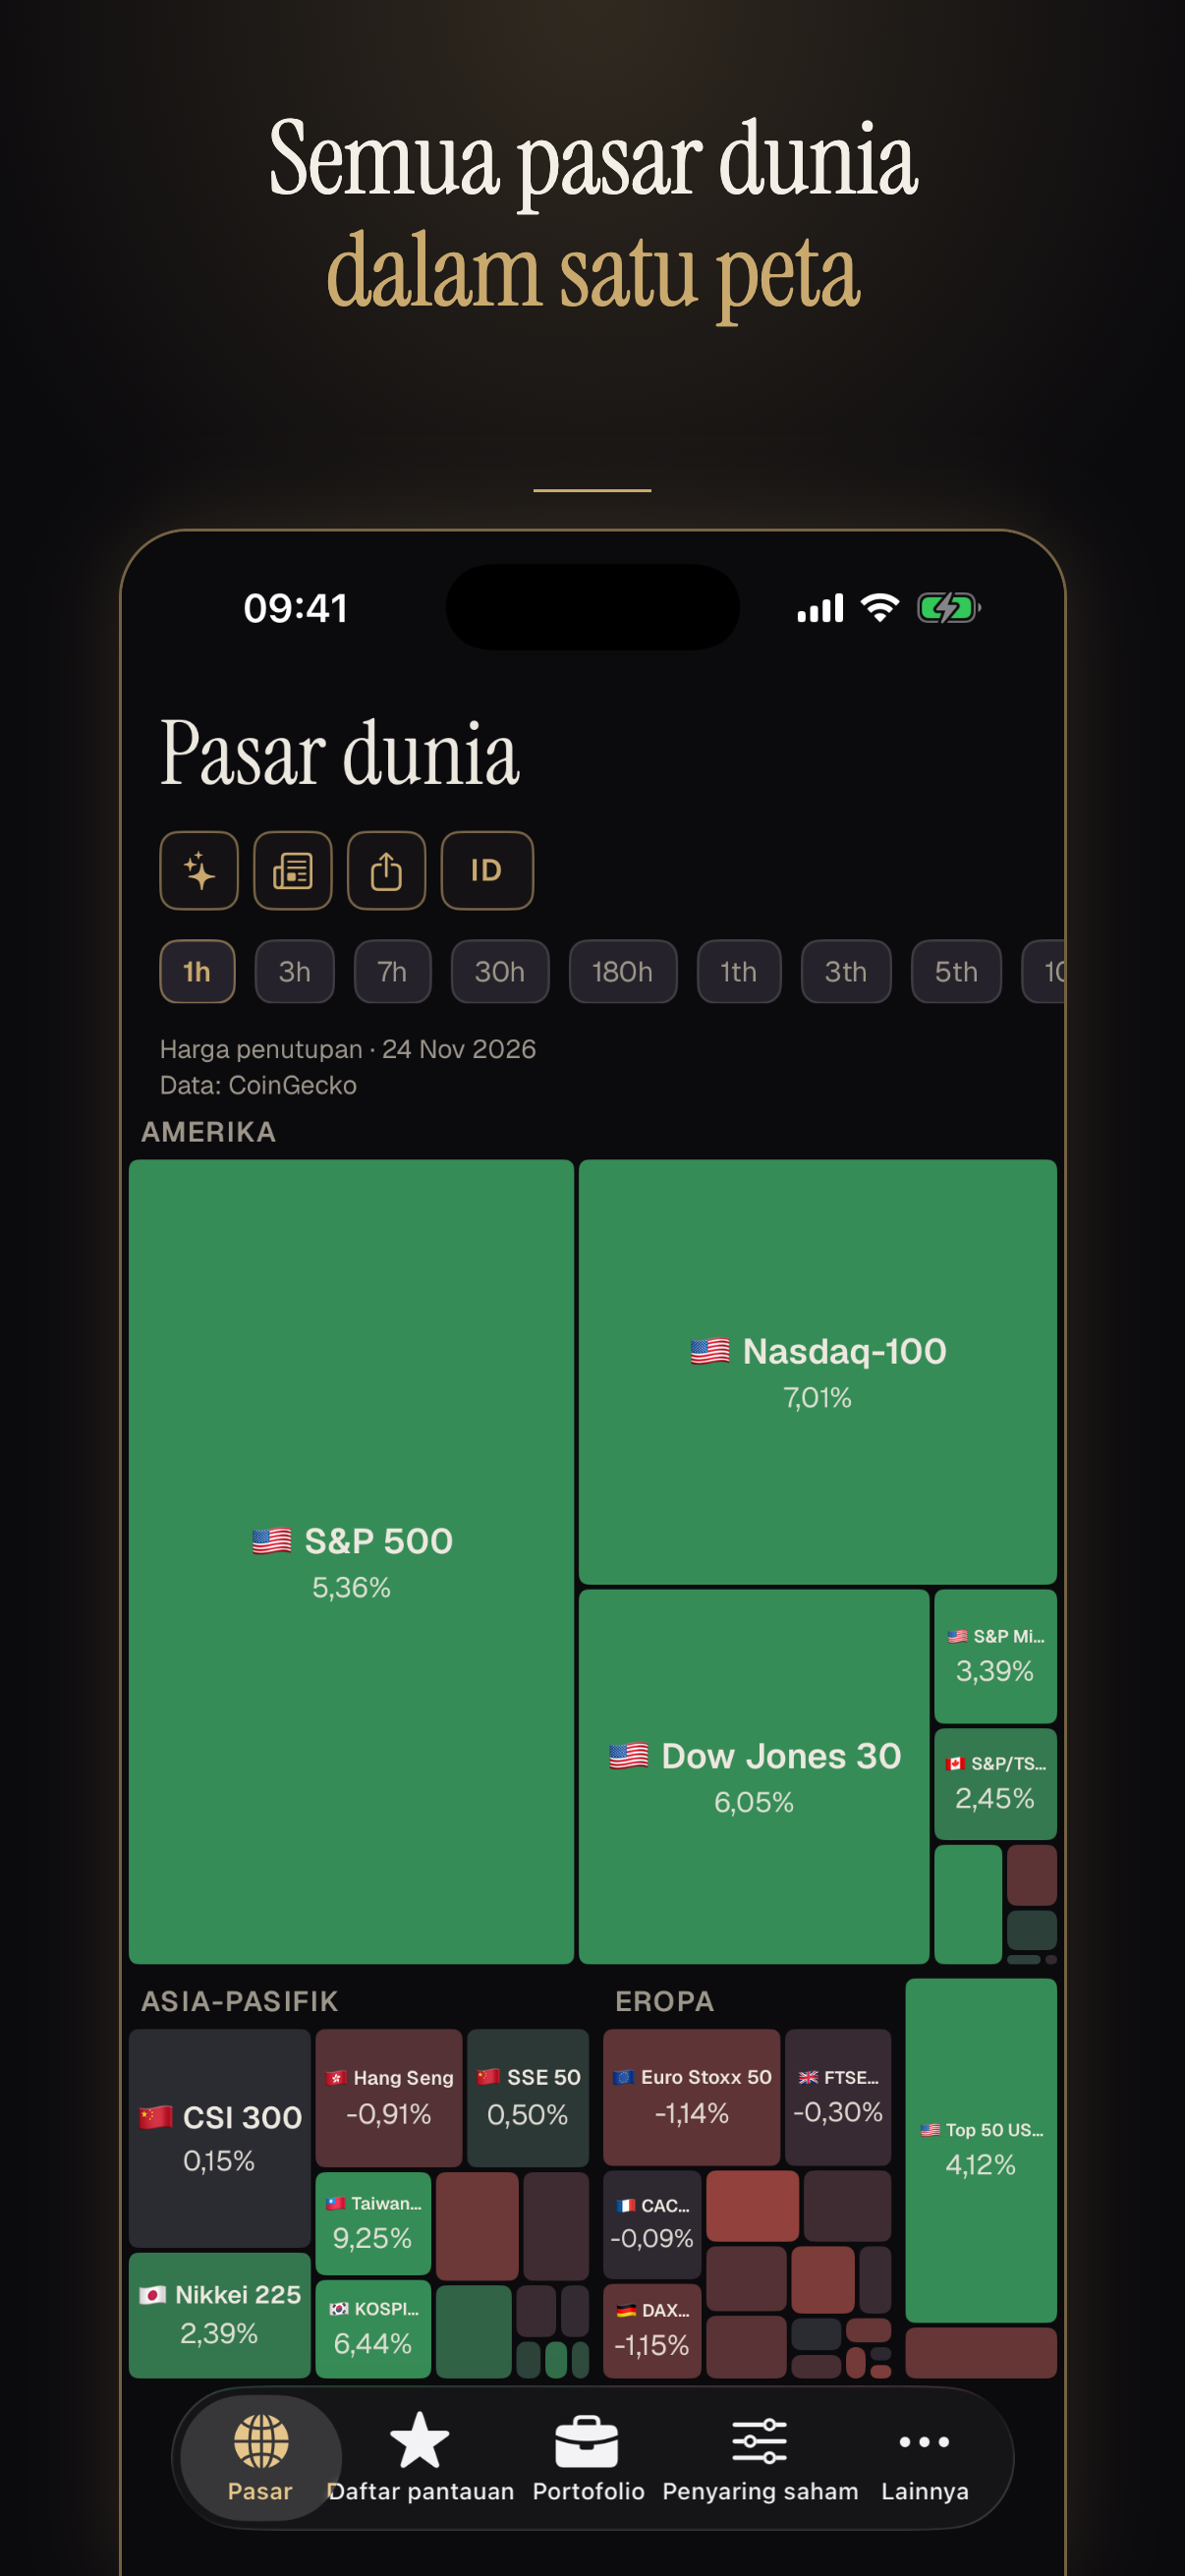 Semua pasar dunia
dalam satu peta
09:41
Pasar dunia
ID
1h 3h 7h 30h 180h 1th 3th 5th 10
Harga penutupan · 24 Nov 2026
Data: CoinGecko
AMERIKA
S&P 500
5,36%
Nasdaq-100
7,01%
Dow Jones 30
6,05%
S&P Mi...
3,39%
S&P/TS...
2,45%
ASIA-PASIFIK
CSI 300
0,15%
Hang Seng
-0,91%
SSE 50
0,50%
Taiwan...
9,25%
Nikkei 225
2,39%
KOSPI...
6,44%
EROPA
Euro Stoxx 50
-1,14%
FTSE...
-0,30%
CAC...
-0,09%
DAX...
-1,15%
Top 50 US...
4,12%
Pasar Daftar pantauan Portofolio Penyaring saham Lainnya